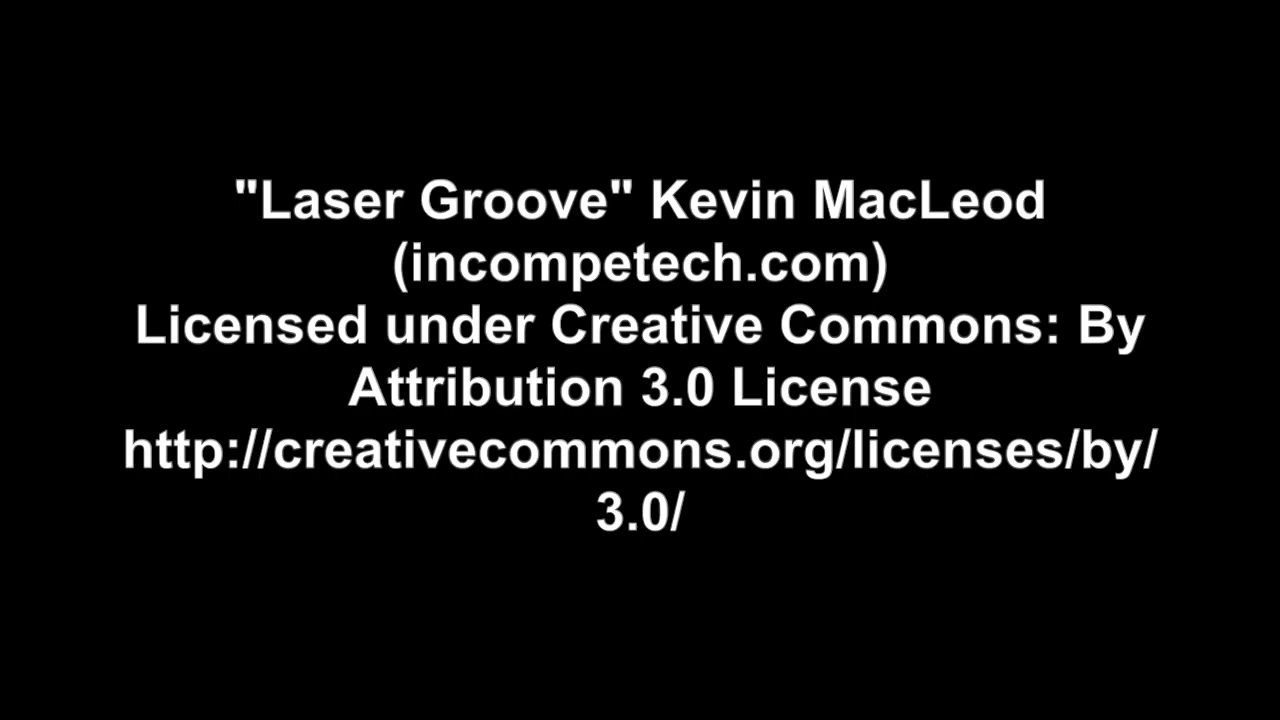 "Laser Groove" Kevin MacLeod
(incompetech.com)
Licensed under Creative Commons: By
Attribution 3.0 License
http://creativecommons.org/licenses/by/
3.0/